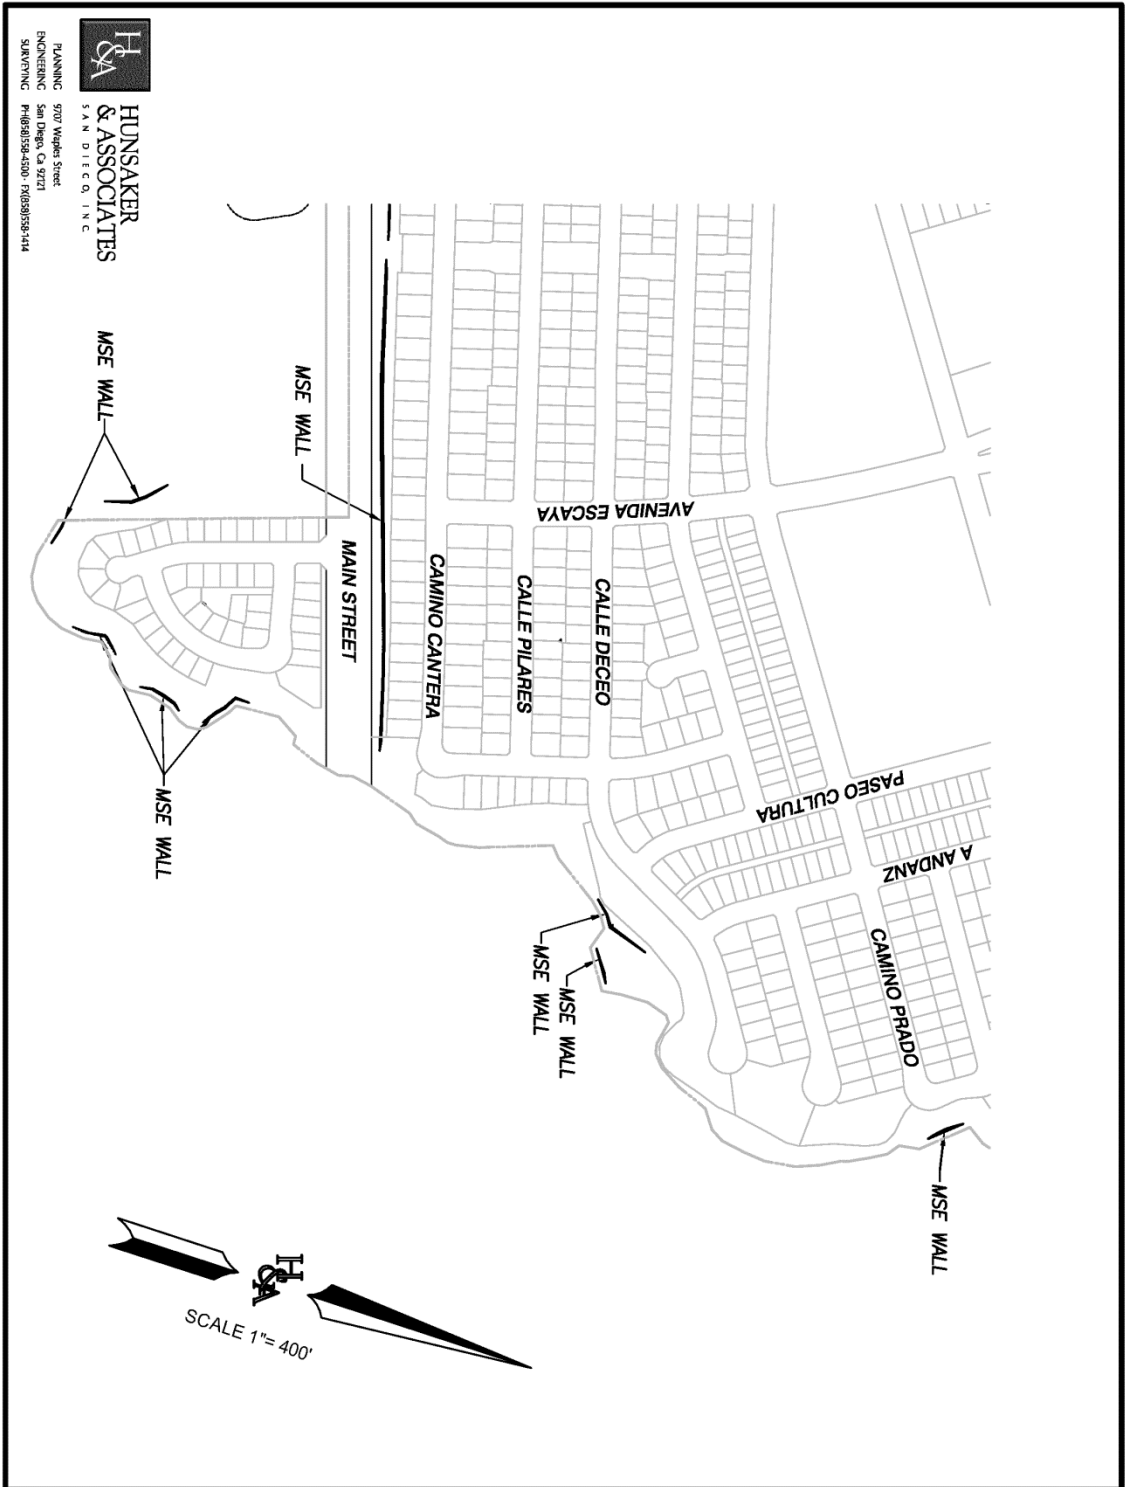 H&A
HUNSAKER
& ASSOCIATES
SAN DIEGO, INC.
PLANNING 9707 Waples Street
ENGINEERING San Diego, Ca 92121
SURVEYING PH(858)558-4500 · FX(858)558-1414
MSE WALL
MSE WALL
AVENIDA ESCAYA
MAIN STREET
CAMINO CANTERA
CALLE PILARES
CALLE DECEO
PASEO CULTURA
A ANDANZ
CAMINO PRADO
MSE WALL
MSE WALL
MSE WALL
MSE WALL
H&A
SCALE 1"= 400'